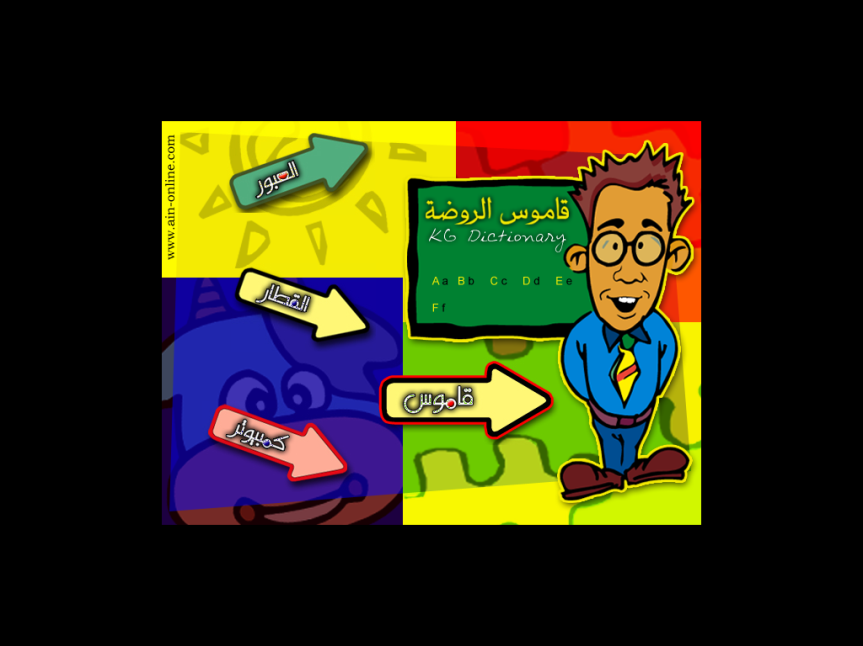 www.ain-online.com
العبور
قاموس الروضة
KG Dictionary
Aa Bb Cc Dd Ee
Ff
القطار
قاموس
كمبيوتر